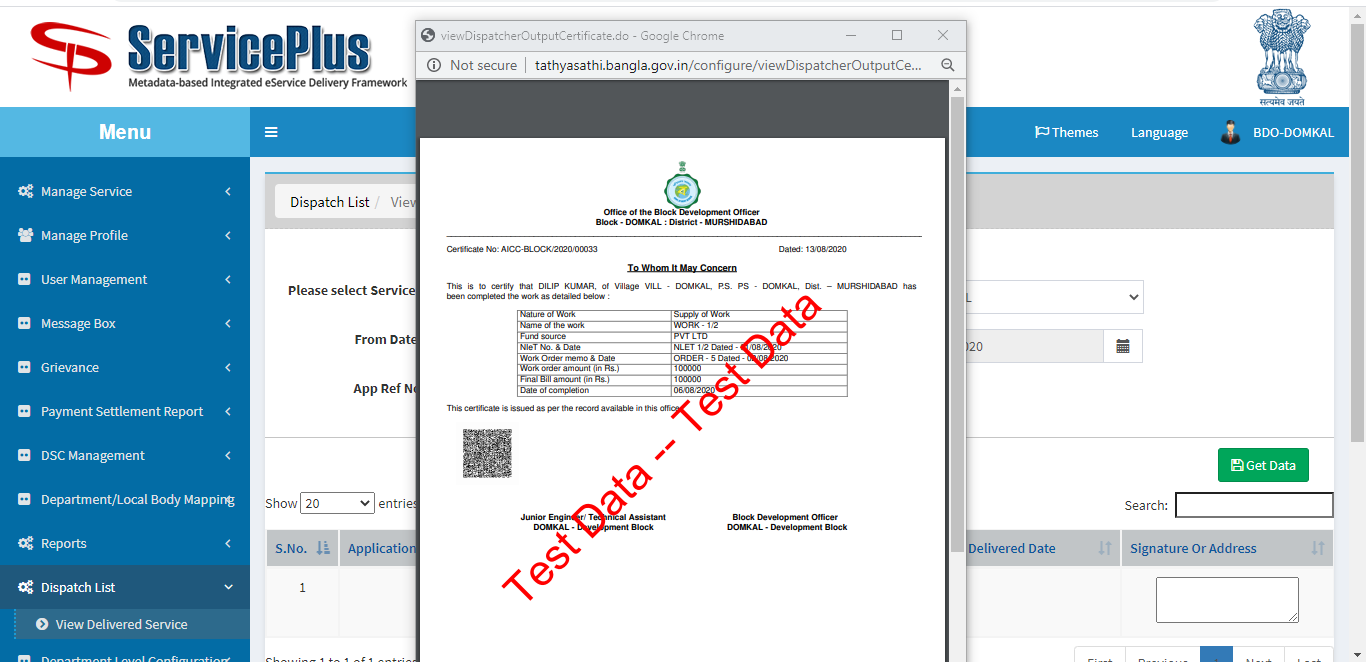 ServicePlus
Metadata-based Integrated eService Delivery Framework
सत्यमेव जयते
Menu
Themes
Language
BDO-DOMKAL
Manage Service
Manage Profile
User Management
Message Box
Grievance
Payment Settlement Report
DSC Management
Department/Local Body Mapping
Reports
Dispatch List
View Delivered Service
Department Level Configuration
Dispatch List / View
Please select Service
From Date
App Ref No
L
020
Get Data
Show 20 entries
Search:
S.No. Application Delivered Date Signature Or Address
1
Showing 1 to 1 of 1 entries
First Previous 1 Next Last
viewDispatcherOutputCertificate.do - Google Chrome
Not secure | tathyasathi.bangla.gov.in/configure/viewDispatcherOutputCe...
Office of the Block Development Officer
Block - DOMKAL : District - MURSHIDABAD
Certificate No: AICC-BLOCK/2020/00033 Dated: 13/08/2020
To Whom It May Concern
This is to certify that DILIP KUMAR, of Village VILL - DOMKAL, P.S. PS - DOMKAL, Dist. – MURSHIDABAD has
been completed the work as detailed below :
Nature of Work Supply of Work
Name of the work WORK - 1/2
Fund source PVT LTD
NIeT No. & Date NLET 1/2 Dated - /08/2020
Work Order memo & Date ORDER - 5 Dated - /08/2020
Work order amount (in Rs.) 100000
Final Bill amount (in Rs.) 100000
Date of completion 06/08/2020
This certificate is issued as per the record available in this office.
Junior Engineer/ Technical Assistant Block Development Officer
DOMKAL - Development Block DOMKAL - Development Block
Test Data -- Test Data